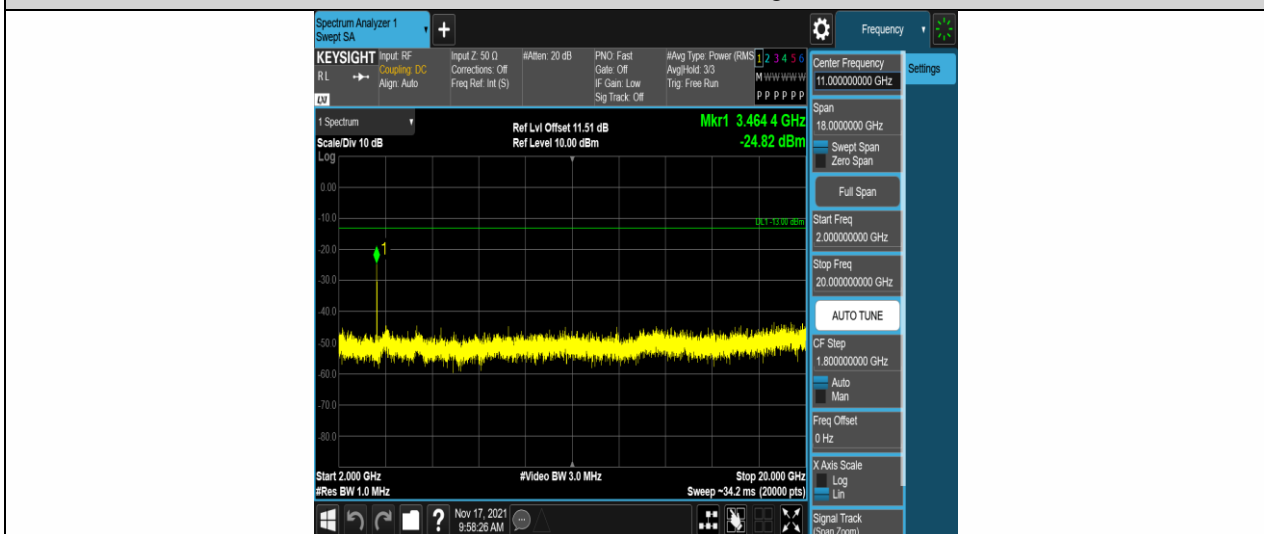 Spectrum Analyzer 1
Swept SA
+
Frequency
KEYSIGHT
RL
LXI
Input: RF
Coupling: DC
Align: Auto
Input Z: 50 Ω
Corrections: Off
Freq Ref: Int (S)
#Atten: 20 dB
PNO: Fast
Gate: Off
IF Gain: Low
Sig Track: Off
#Avg Type: Power (RMS
Avg|Hold: 3/3
Trig: Free Run
1 2 3 4 5 6
M W W W W W
P P P P P P
1 Spectrum
Scale/Div 10 dB
Log
Ref Lvl Offset 11.51 dB
Ref Level 10.00 dBm
Mkr1 3.464 4 GHz
-24.82 dBm
0.00
-10.0
DL1 -13.00 dBm
-20.0
1
-30.0
-40.0
-50.0
-60.0
-70.0
-80.0
Start 2.000 GHz
#Res BW 1.0 MHz
#Video BW 3.0 MHz
Stop 20.000 GHz
Sweep ~34.2 ms (20000 pts)
?
Nov 17, 2021
9:58:26 AM
Center Frequency
11.000000000 GHz
Settings
Span
18.0000000 GHz
Swept Span
Zero Span
Full Span
Start Freq
2.000000000 GHz
Stop Freq
20.000000000 GHz
AUTO TUNE
CF Step
1.800000000 GHz
Auto
Man
Freq Offset
0 Hz
X Axis Scale
Log
Lin
Signal Track
(Span Zoom)